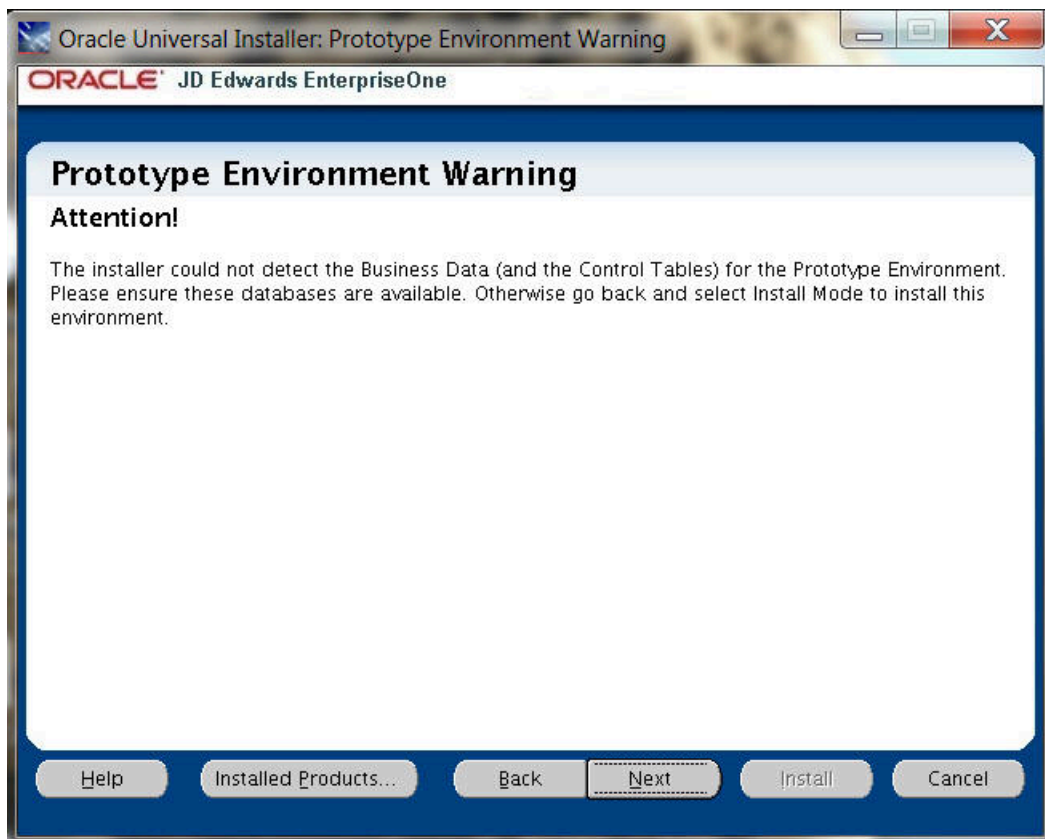 Oracle Universal Installer: Prototype Environment Warning
ORACLE' JD Edwards EnterpriseOne
Prototype Environment Warning
Attention!
The installer could not detect the Business Data (and the Control Tables) for the Prototype Environment.
Please ensure these databases are available. Otherwise go back and select Install Mode to install this
environment.
Help Installed Products... Back Next Install Cancel